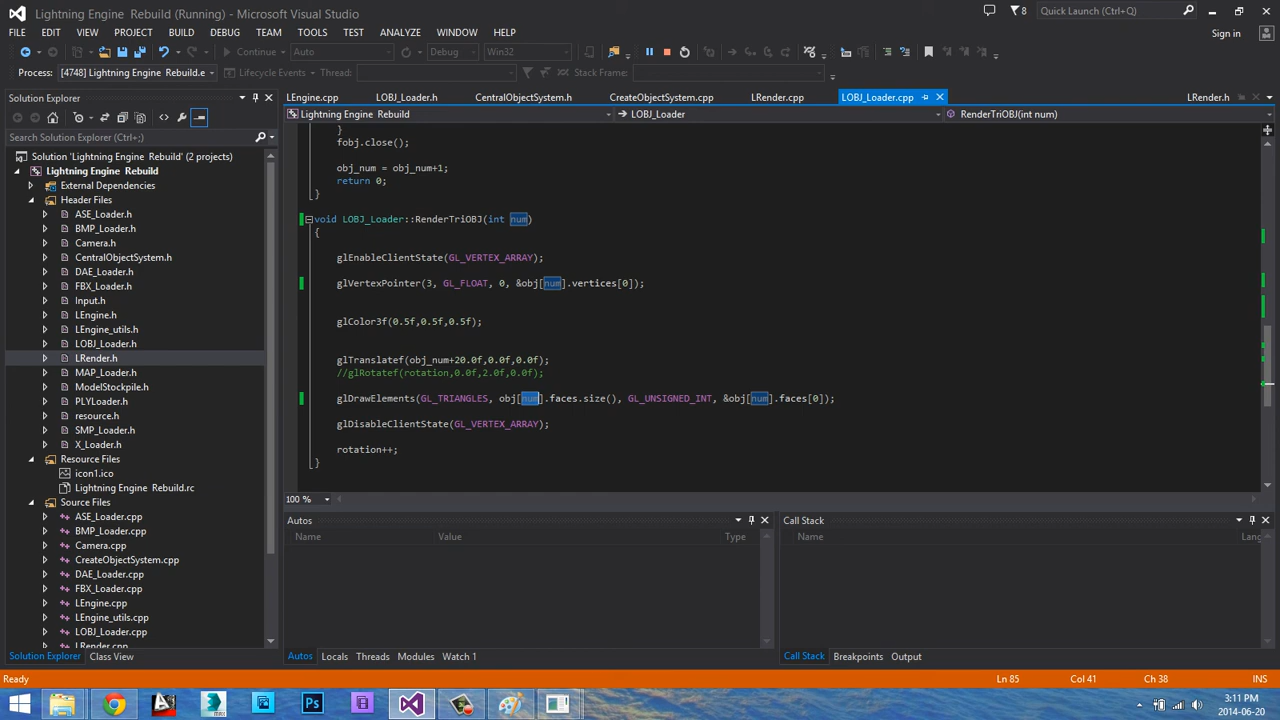 Lightning Engine Rebuild (Running) - Microsoft Visual Studio
8
Quick Launch (Ctrl+Q)
FILE EDIT VIEW PROJECT BUILD DEBUG TEAM TOOLS TEST ANALYZE WINDOW HELP
Sign in
Continue Auto Debug Win32
Process: [4748] Lightning Engine Rebuild.e Lifecycle Events Thread: Stack Frame:
Solution Explorer
LEngine.cpp LOBJ_Loader.h CentralObjectSystem.h CreateObjectSystem.cpp LRender.cpp LOBJ_Loader.cpp LRender.h
Lightning Engine Rebuild LOBJ_Loader RenderTriOBJ(int num)
Search Solution Explorer (Ctrl+;)
Solution 'Lightning Engine Rebuild' (2 projects)
Lightning Engine Rebuild
External Dependencies
Header Files
ASE_Loader.h
BMP_Loader.h
Camera.h
CentralObjectSystem.h
DAE_Loader.h
FBX_Loader.h
Input.h
LEngine.h
LEngine_utils.h
LOBJ_Loader.h
LRender.h
MAP_Loader.h
ModelStockpile.h
PLYLoader.h
resource.h
SMP_Loader.h
X_Loader.h
Resource Files
icon1.ico
Lightning Engine Rebuild.rc
Source Files
ASE_Loader.cpp
BMP_Loader.cpp
Camera.cpp
CreateObjectSystem.cpp
DAE_Loader.cpp
FBX_Loader.cpp
LEngine.cpp
LEngine_utils.cpp
LOBJ_Loader.cpp
LRender.cpp
Solution Explorer Class View
}
fobj.close();
obj_num = obj_num+1;
return 0;
}
void LOBJ_Loader::RenderTriOBJ(int num)
{
glEnableClientState(GL_VERTEX_ARRAY);
glVertexPointer(3, GL_FLOAT, 0, &obj[num].vertices[0]);
glColor3f(0.5f,0.5f,0.5f);
glTranslatef(obj_num+20.0f,0.0f,0.0f);
//glRotatef(rotation,0.0f,2.0f,0.0f);
glDrawElements(GL_TRIANGLES, obj[num].faces.size(), GL_UNSIGNED_INT, &obj[num].faces[0]);
glDisableClientState(GL_VERTEX_ARRAY);
rotation++;
}
100 %
Autos
Name Value Type
Call Stack
Name Lang
Autos Locals Threads Modules Watch 1
Call Stack Breakpoints Output
Ready Ln 85 Col 41 Ch 38 INS
Ps
3:11 PM
2014-06-20